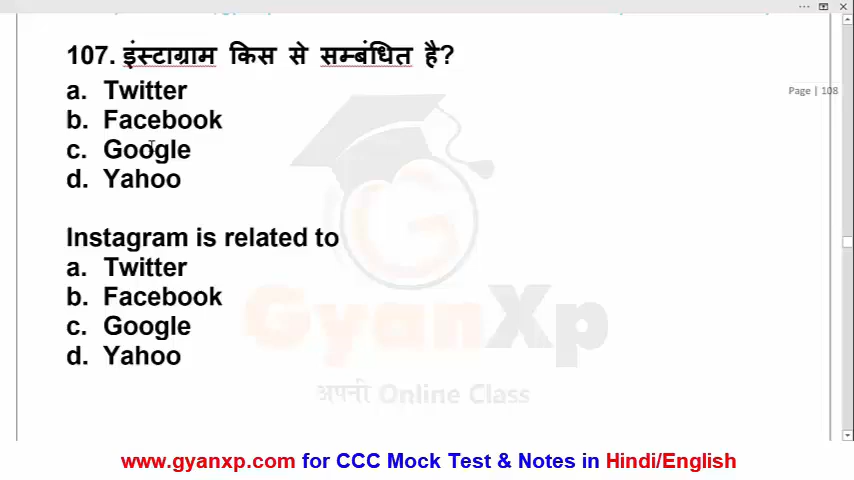 107. इंस्टाग्राम किस से सम्बंधित है?
a. Twitter
Page | 108
b. Facebook
c. Google
d. Yahoo
Instagram is related to
a. Twitter
b. Facebook
c. Google
d. Yahoo
GyanXp
अपनी Online Class
www.gyanxp.com for CCC Mock Test & Notes in Hindi/English